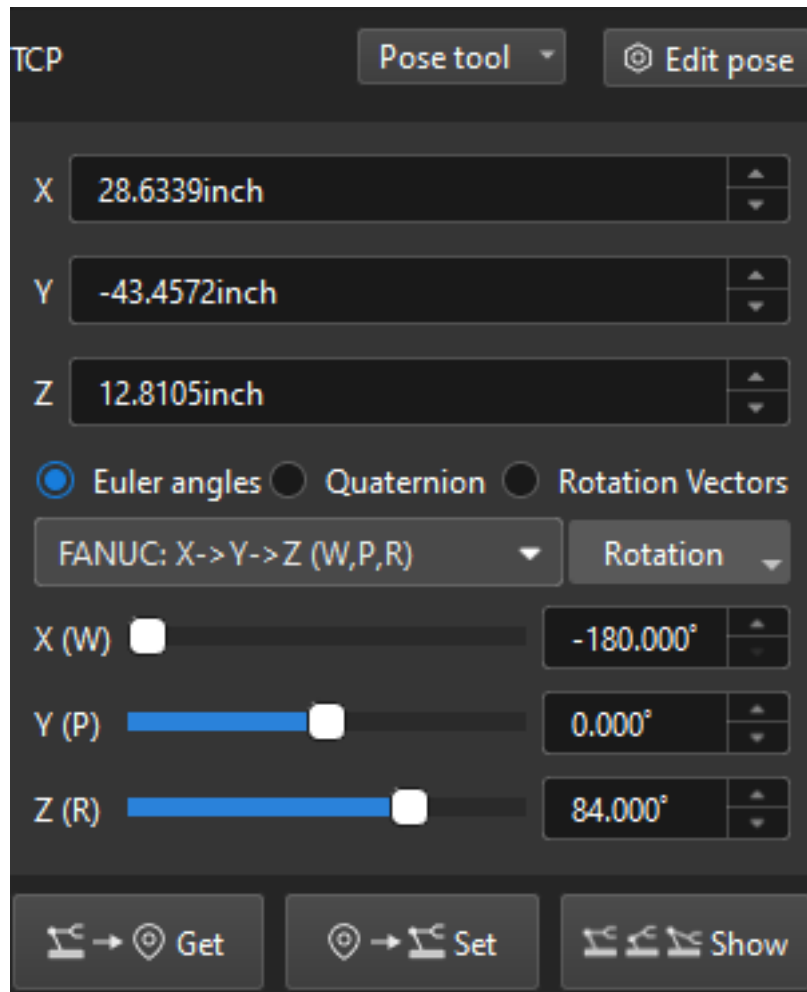 TCP Pose tool Edit pose
X 28.6339inch
Y -43.4572inch
Z 12.8105inch
Euler angles Quaternion Rotation Vectors
FANUC: X->Y->Z (W,P,R) Rotation
X (W) -180.000°
Y (P) 0.000°
Z (R) 84.000°
Get Set Show